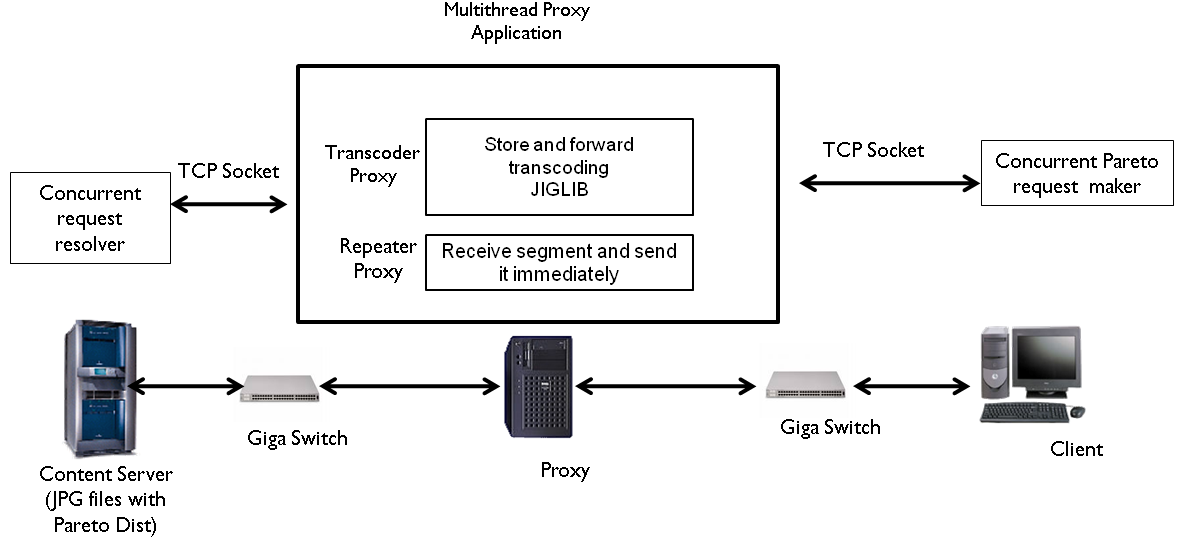 Multithread Proxy
Application
Transcoder
Proxy
Store and forward
transcoding
JIGLIB
TCP Socket
TCP Socket
Concurrent
request
resolver
Concurrent Pareto
request maker
Repeater
Proxy
Receive segment and send
it immediately
Giga Switch
Giga Switch
Proxy
Client
Content Server
(JPG files with
Pareto Dist)